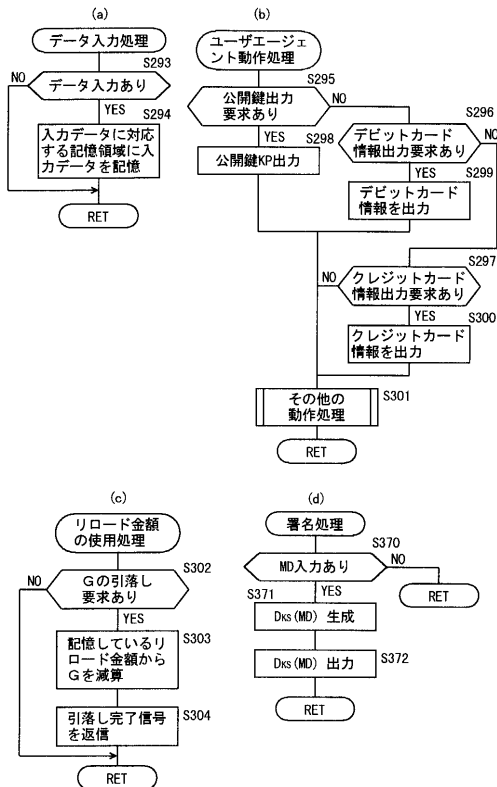 (a)
データ入力処理
S293
データ入力あり
NO
YES
S294
入力データに対応
する記憶領域に入
力データを記憶
RET
(b)
ユーザエージェ
ント動作処理
S295
公開鍵出力
要求あり
NO
YES
S298
公開鍵KP出力
S296
デビットカード
情報出力要求あり
NO
YES
S299
デビットカード
情報を出力
S297
NO
クレジットカード
情報出力要求あり
YES
S300
クレジットカード
情報を出力
その他の
動作処理
S301
RET
(c)
リロード金額
の使用処理
S302
NO
Gの引落し
要求あり
YES
S303
記憶しているリ
ロード金額から
Gを減算
S304
引落し完了信号
を返信
RET
(d)
署名処理
S370
MD入力あり
NO
RET
S371
YES
DKS(MD) 生成
DKS(MD) 出力
S372
RET